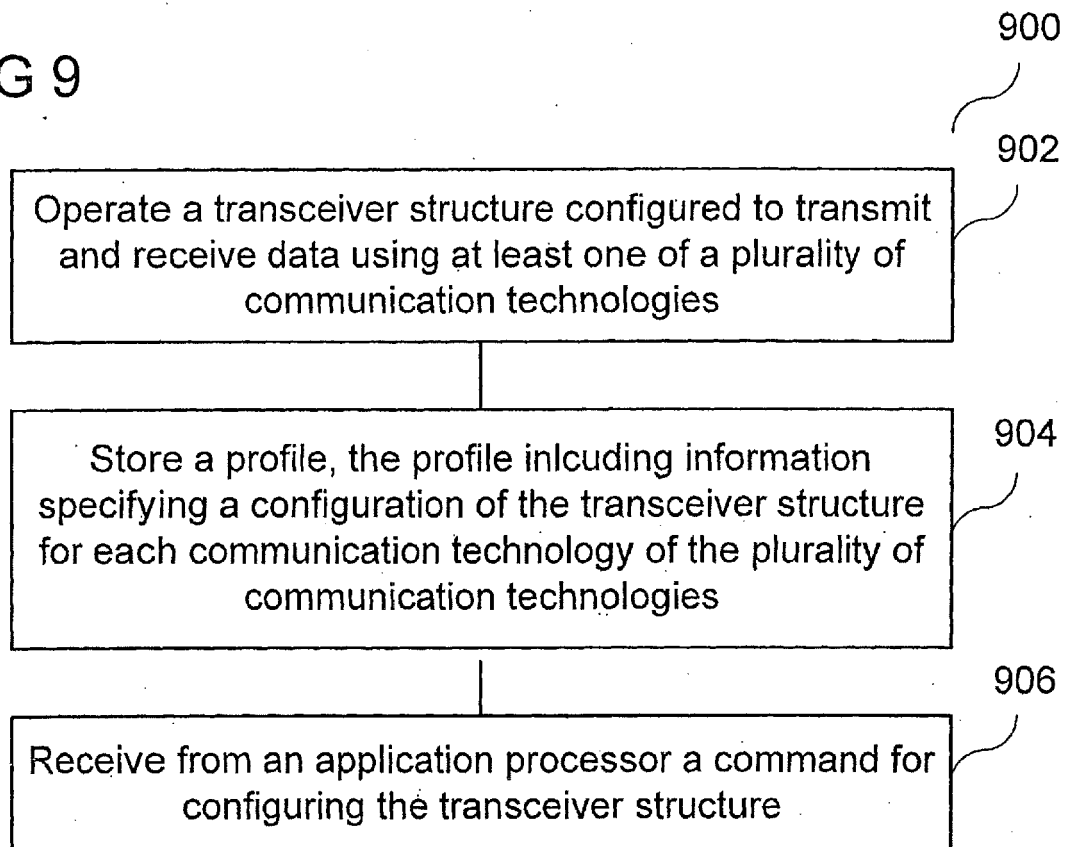 900
G 9
902
Operate a transceiver structure configured to transmit
and receive data using at least one of a plurality of
communication technologies
904
Store a profile, the profile inlcuding information
specifying a configuration of the transceiver structure
for each communication technology of the plurality of
communication technologies
906
Receive from an application processor a command for
configuring the transceiver structure